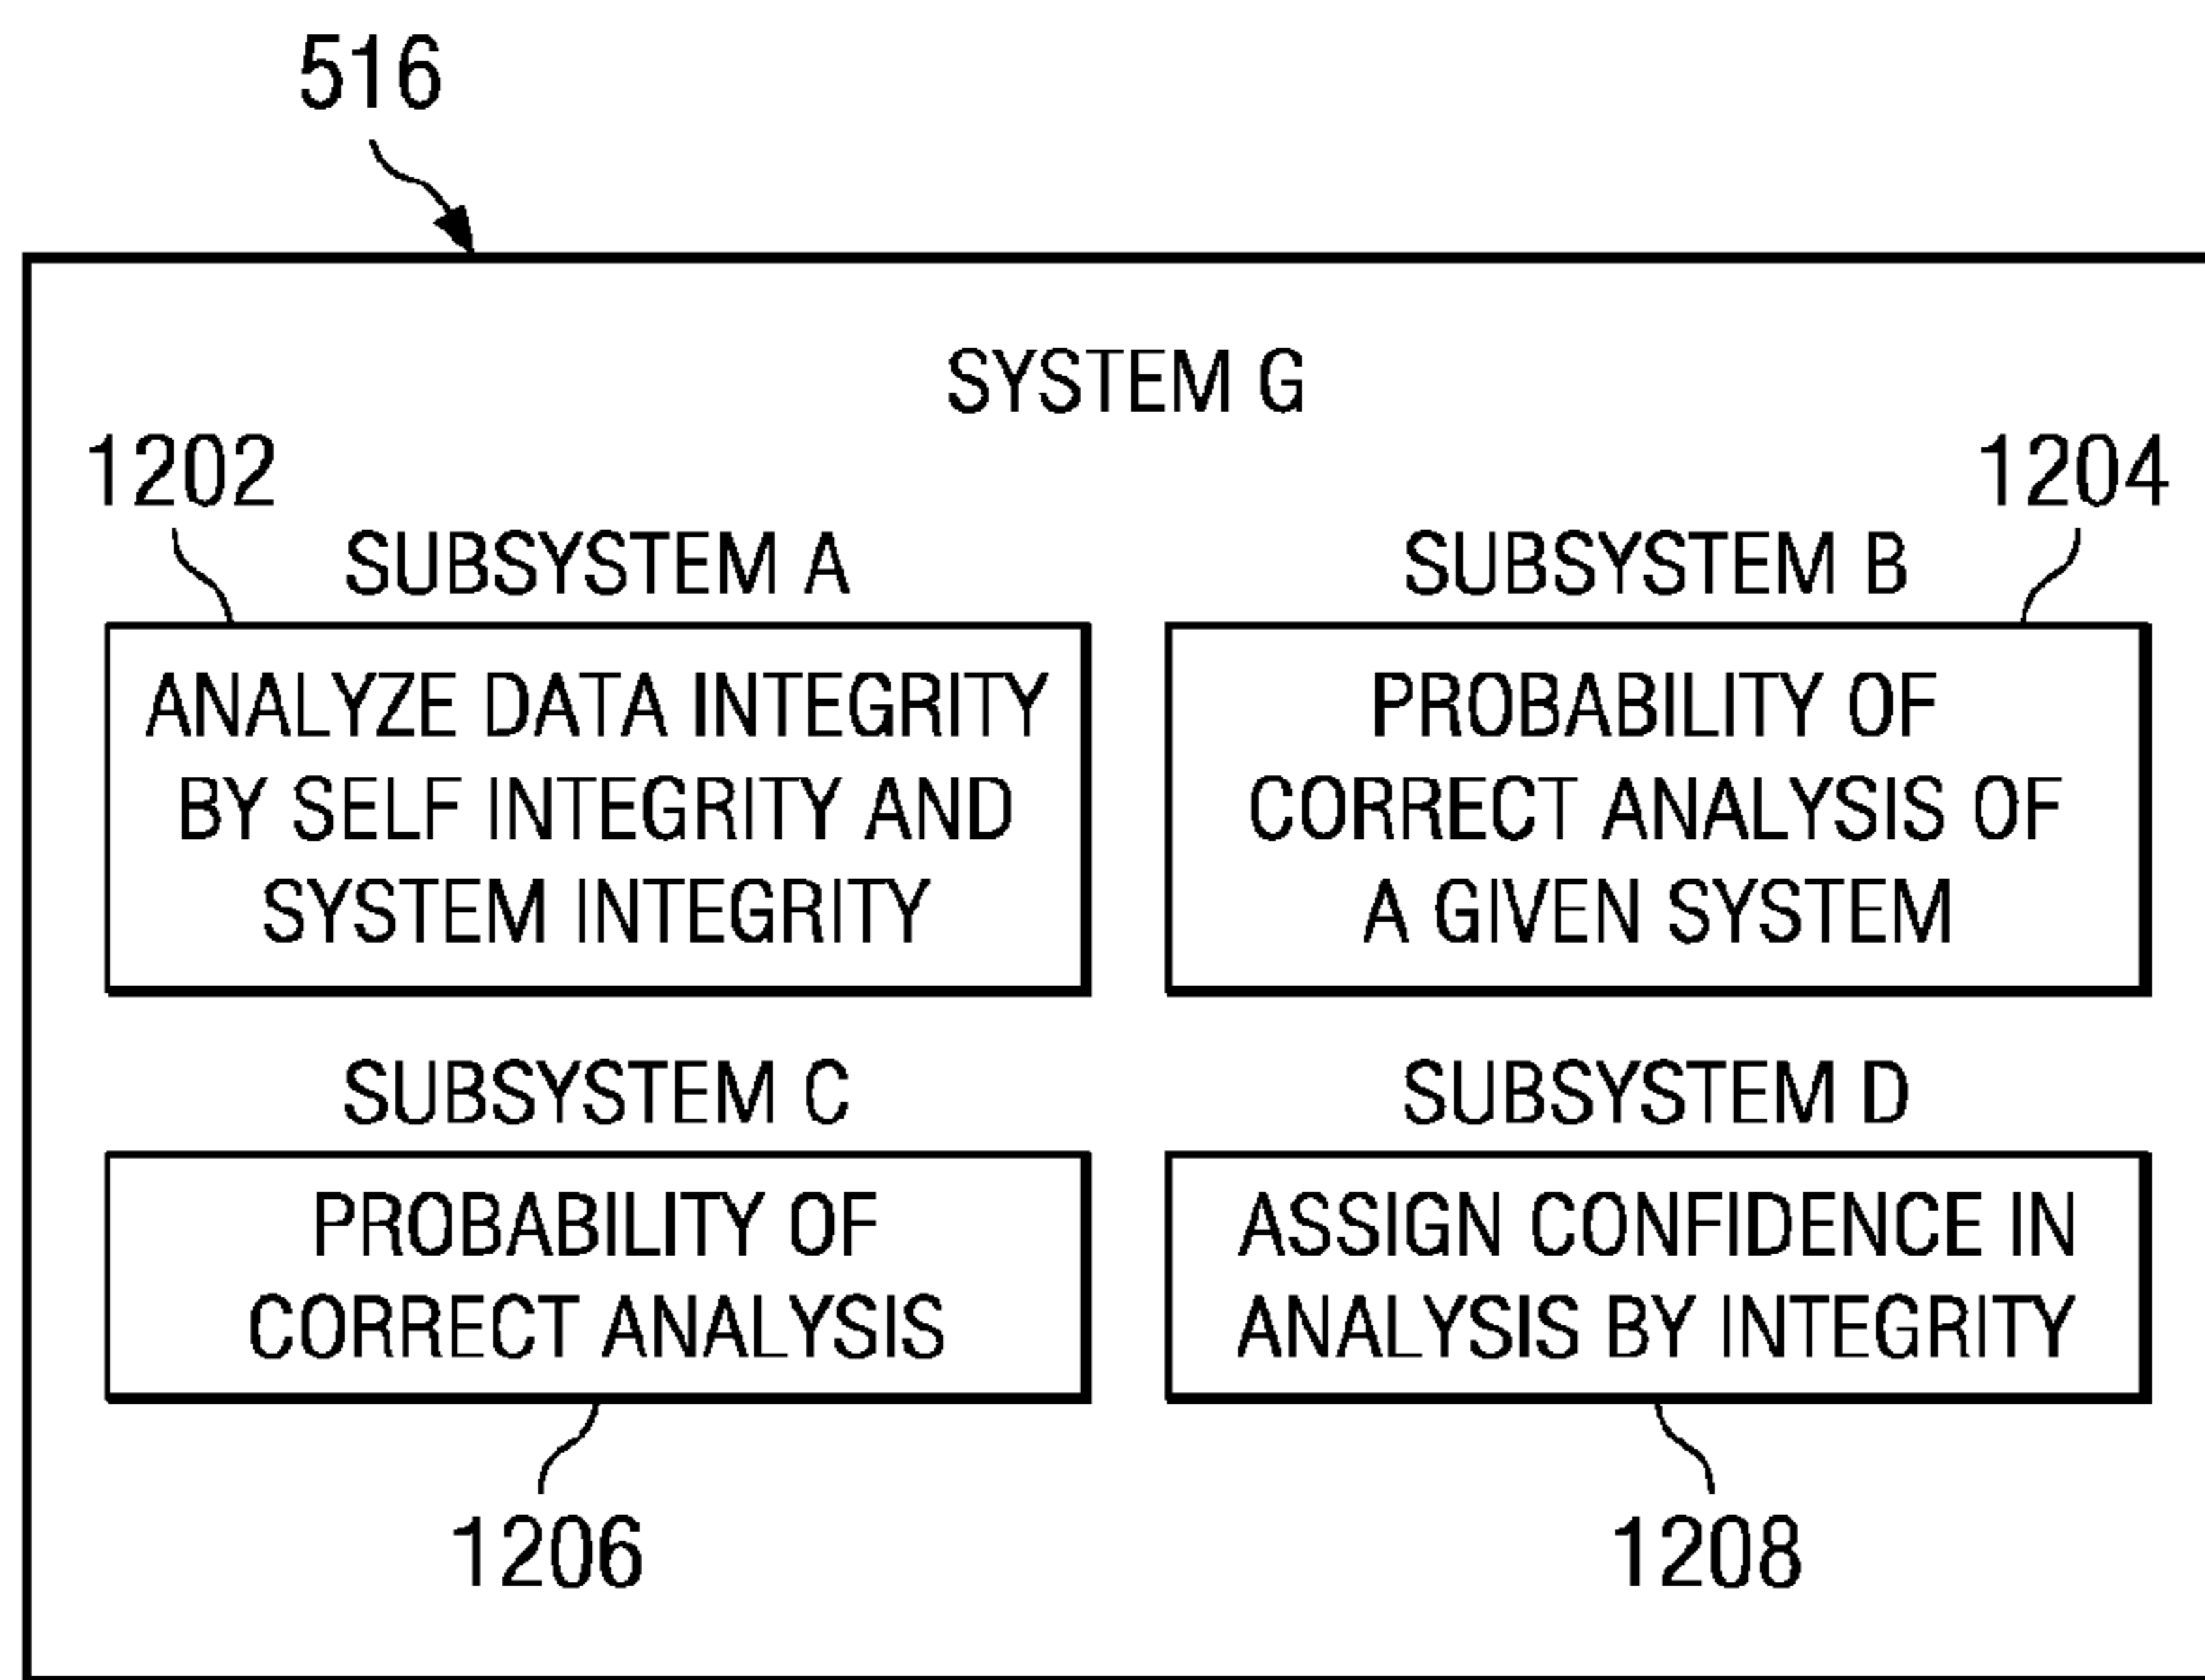 516
SYSTEM G
1202
1204
SUBSYSTEM A
SUBSYSTEM B
ANALYZE DATA INTEGRITY
BY SELF INTEGRITY AND
SYSTEM INTEGRITY
PROBABILITY OF
CORRECT ANALYSIS OF
A GIVEN SYSTEM
SUBSYSTEM C
SUBSYSTEM D
PROBABILITY OF
CORRECT ANALYSIS
ASSIGN CONFIDENCE IN
ANALYSIS BY INTEGRITY
1206
1208